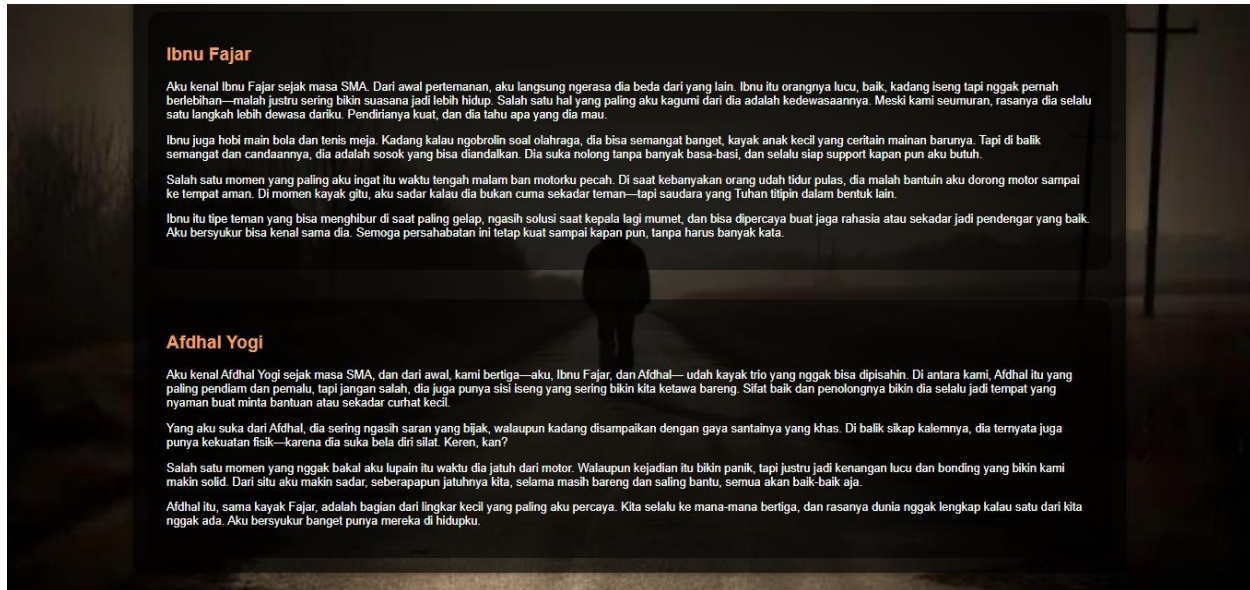 Ibnu Fajar
Aku kenal Ibnu Fajar sejak masa SMA. Dari awal pertemanan, aku langsung ngerasa dia beda dari yang lain. Ibnu itu orangnya lucu, baik, kadang iseng tapi nggak pernah
berlebihan—malah justru sering bikin suasana jadi lebih hidup. Salah satu hal yang paling aku kagumi dari dia adalah kedewasaannya. Meski kami seumuran, rasanya dia selalu
satu langkah lebih dewasa dariku. Pendirianya kuat, dan dia tahu apa yang dia mau.
Ibnu juga hobi main bola dan tenis meja. Kadang kalau ngobrolin soal olahraga, dia bisa semangat banget, kayak anak kecil yang ceritain mainan barunya. Tapi di balik
semangat dan candaannya, dia adalah sosok yang bisa diandalkan. Dia suka nolong tanpa banyak basa-basi, dan selalu siap support kapan pun aku butuh.
Salah satu momen yang paling aku ingat itu waktu tengah malam ban motorku pecah. Di saat kebanyakan orang udah tidur pulas, dia malah bantuin aku dorong motor sampai
ke tempat aman. Di momen kayak gitu, aku sadar kalau dia bukan cuma sekadar teman—tapi saudara yang Tuhan titipin dalam bentuk lain.
Ibnu itu tipe teman yang bisa menghibur di saat paling gelap, ngasih solusi saat kepala lagi mumet, dan bisa dipercaya buat jaga rahasia atau sekadar jadi pendengar yang baik.
Aku bersyukur bisa kenal sama dia. Semoga persahabatan ini tetap kuat sampai kapan pun, tanpa harus banyak kata.
Afdhal Yogi
Aku kenal Afdhal Yogi sejak masa SMA, dan dari awal, kami bertiga—aku, Ibnu Fajar, dan Afdhal— udah kayak trio yang nggak bisa dipisahin. Di antara kami, Afdhal itu yang
paling pendiam dan pemalu, tapi jangan salah, dia juga punya sisi iseng yang sering bikin kita ketawa bareng. Sifat baik dan penolongnya bikin dia selalu jadi tempat yang
nyaman buat minta bantuan atau sekadar curhat kecil.
Yang aku suka dari Afdhal, dia sering ngasih saran yang bijak, walaupun kadang disampaikan dengan gaya santainya yang khas. Di balik sikap kalemnya, dia ternyata juga
punya kekuatan fisik—karena dia suka bela diri silat. Keren, kan?
Salah satu momen yang nggak bakal aku lupain itu waktu dia jatuh dari motor. Walaupun kejadian itu bikin panik, tapi justru jadi kenangan lucu dan bonding yang bikin kami
makin solid. Dari situ aku makin sadar, seberapapun jatuhnya kita, selama masih bareng dan saling bantu, semua akan baik-baik aja.
Afdhal itu, sama kayak Fajar, adalah bagian dari lingkar kecil yang paling aku percaya. Kita selalu ke mana-mana bertiga, dan rasanya dunia nggak lengkap kalau satu dari kita
nggak ada. Aku bersyukur banget punya mereka di hidupku.